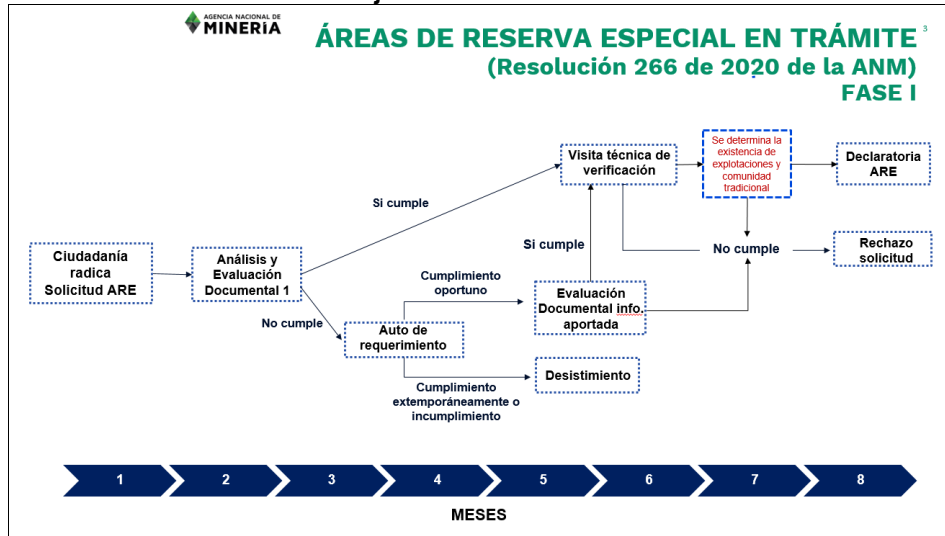 AGENCIA NACIONAL DE
MINERÍA
ÁREAS DE RESERVA ESPECIAL EN TRÁMITE 3
(Resolución 266 de 2020 de la ANM)
FASE I
Ciudadanía
radica
Solicitud ARE
Análisis y
Evaluación
Documental 1
Si cumple
No cumple
Auto de
requerimiento
Cumplimiento
oportuno
Cumplimiento
extemporáneamente o
incumplimiento
Evaluación
Documental info.
aportada
Desistimiento
Si cumple
Visita técnica de
verificación
Se determina la
existencia de
explotaciones y
comunidad
tradicional
No cumple
Declaratoria
ARE
Rechazo
solicitud
1 2 3 4 5 6 7 8
MESES